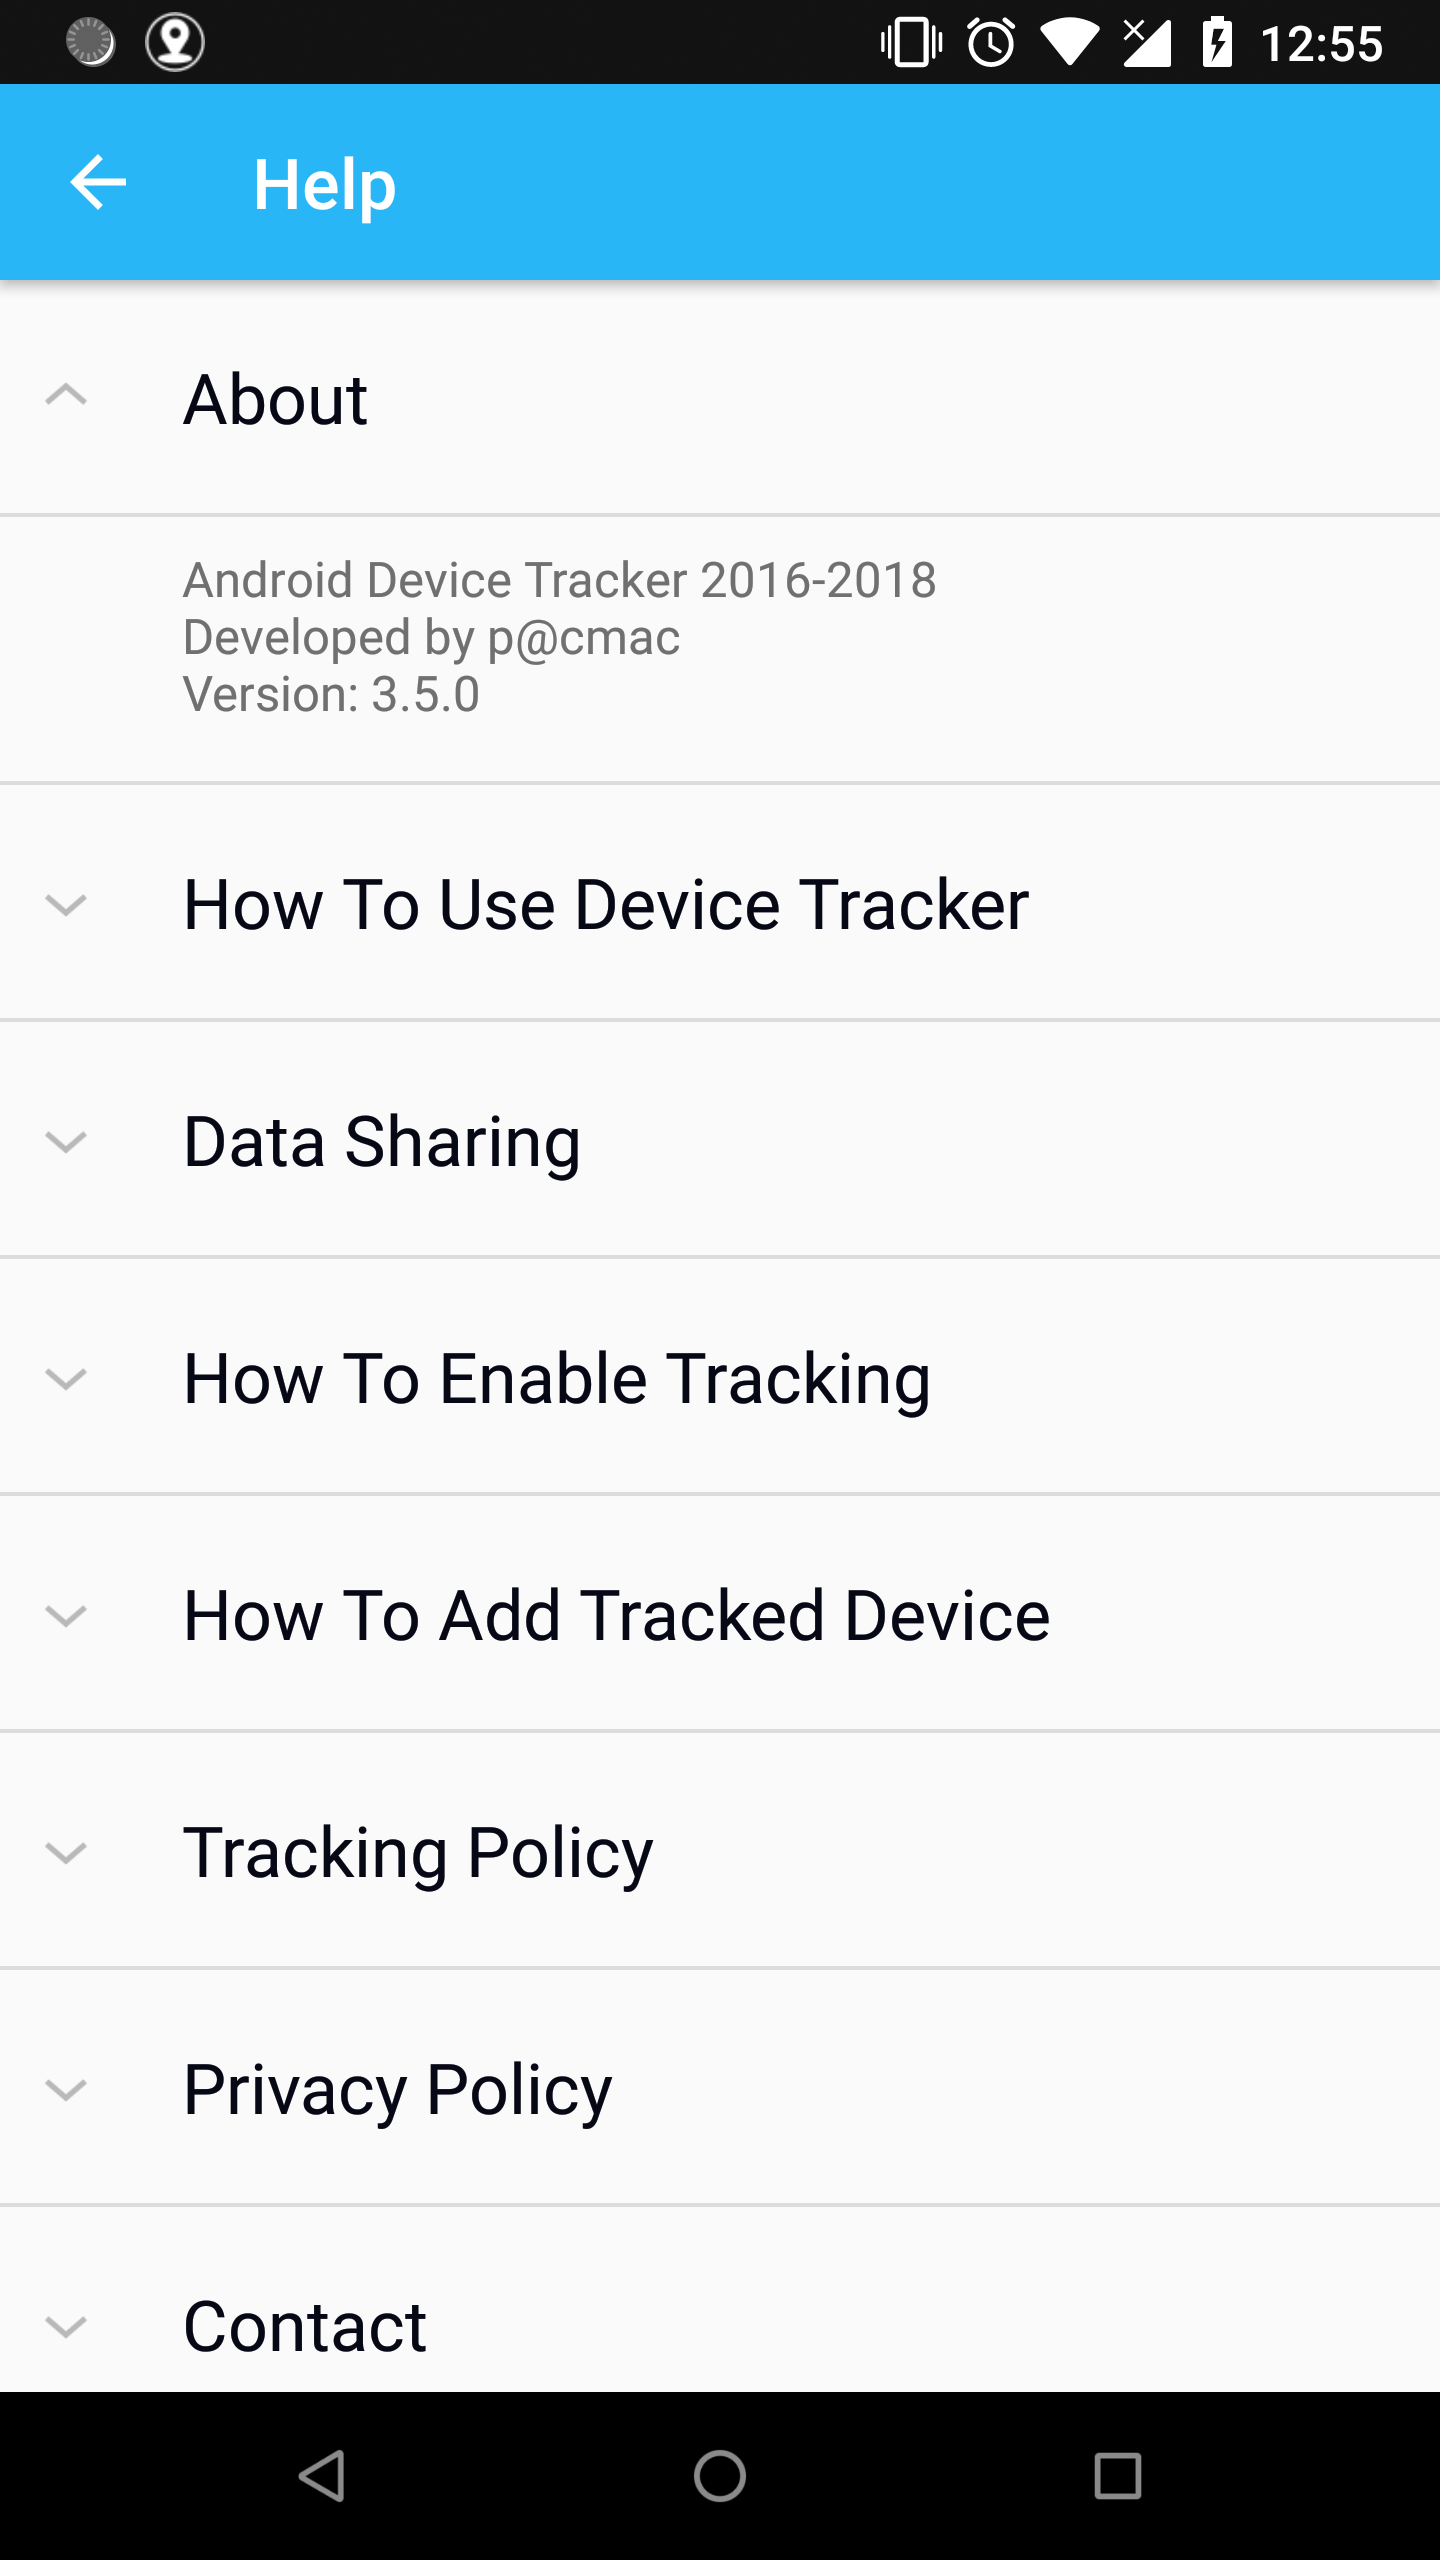 12:55
Help
About
Android Device Tracker 2016-2018
Developed by p@cmac
Version: 3.5.0
How To Use Device Tracker
Data Sharing
How To Enable Tracking
How To Add Tracked Device
Tracking Policy
Privacy Policy
Contact